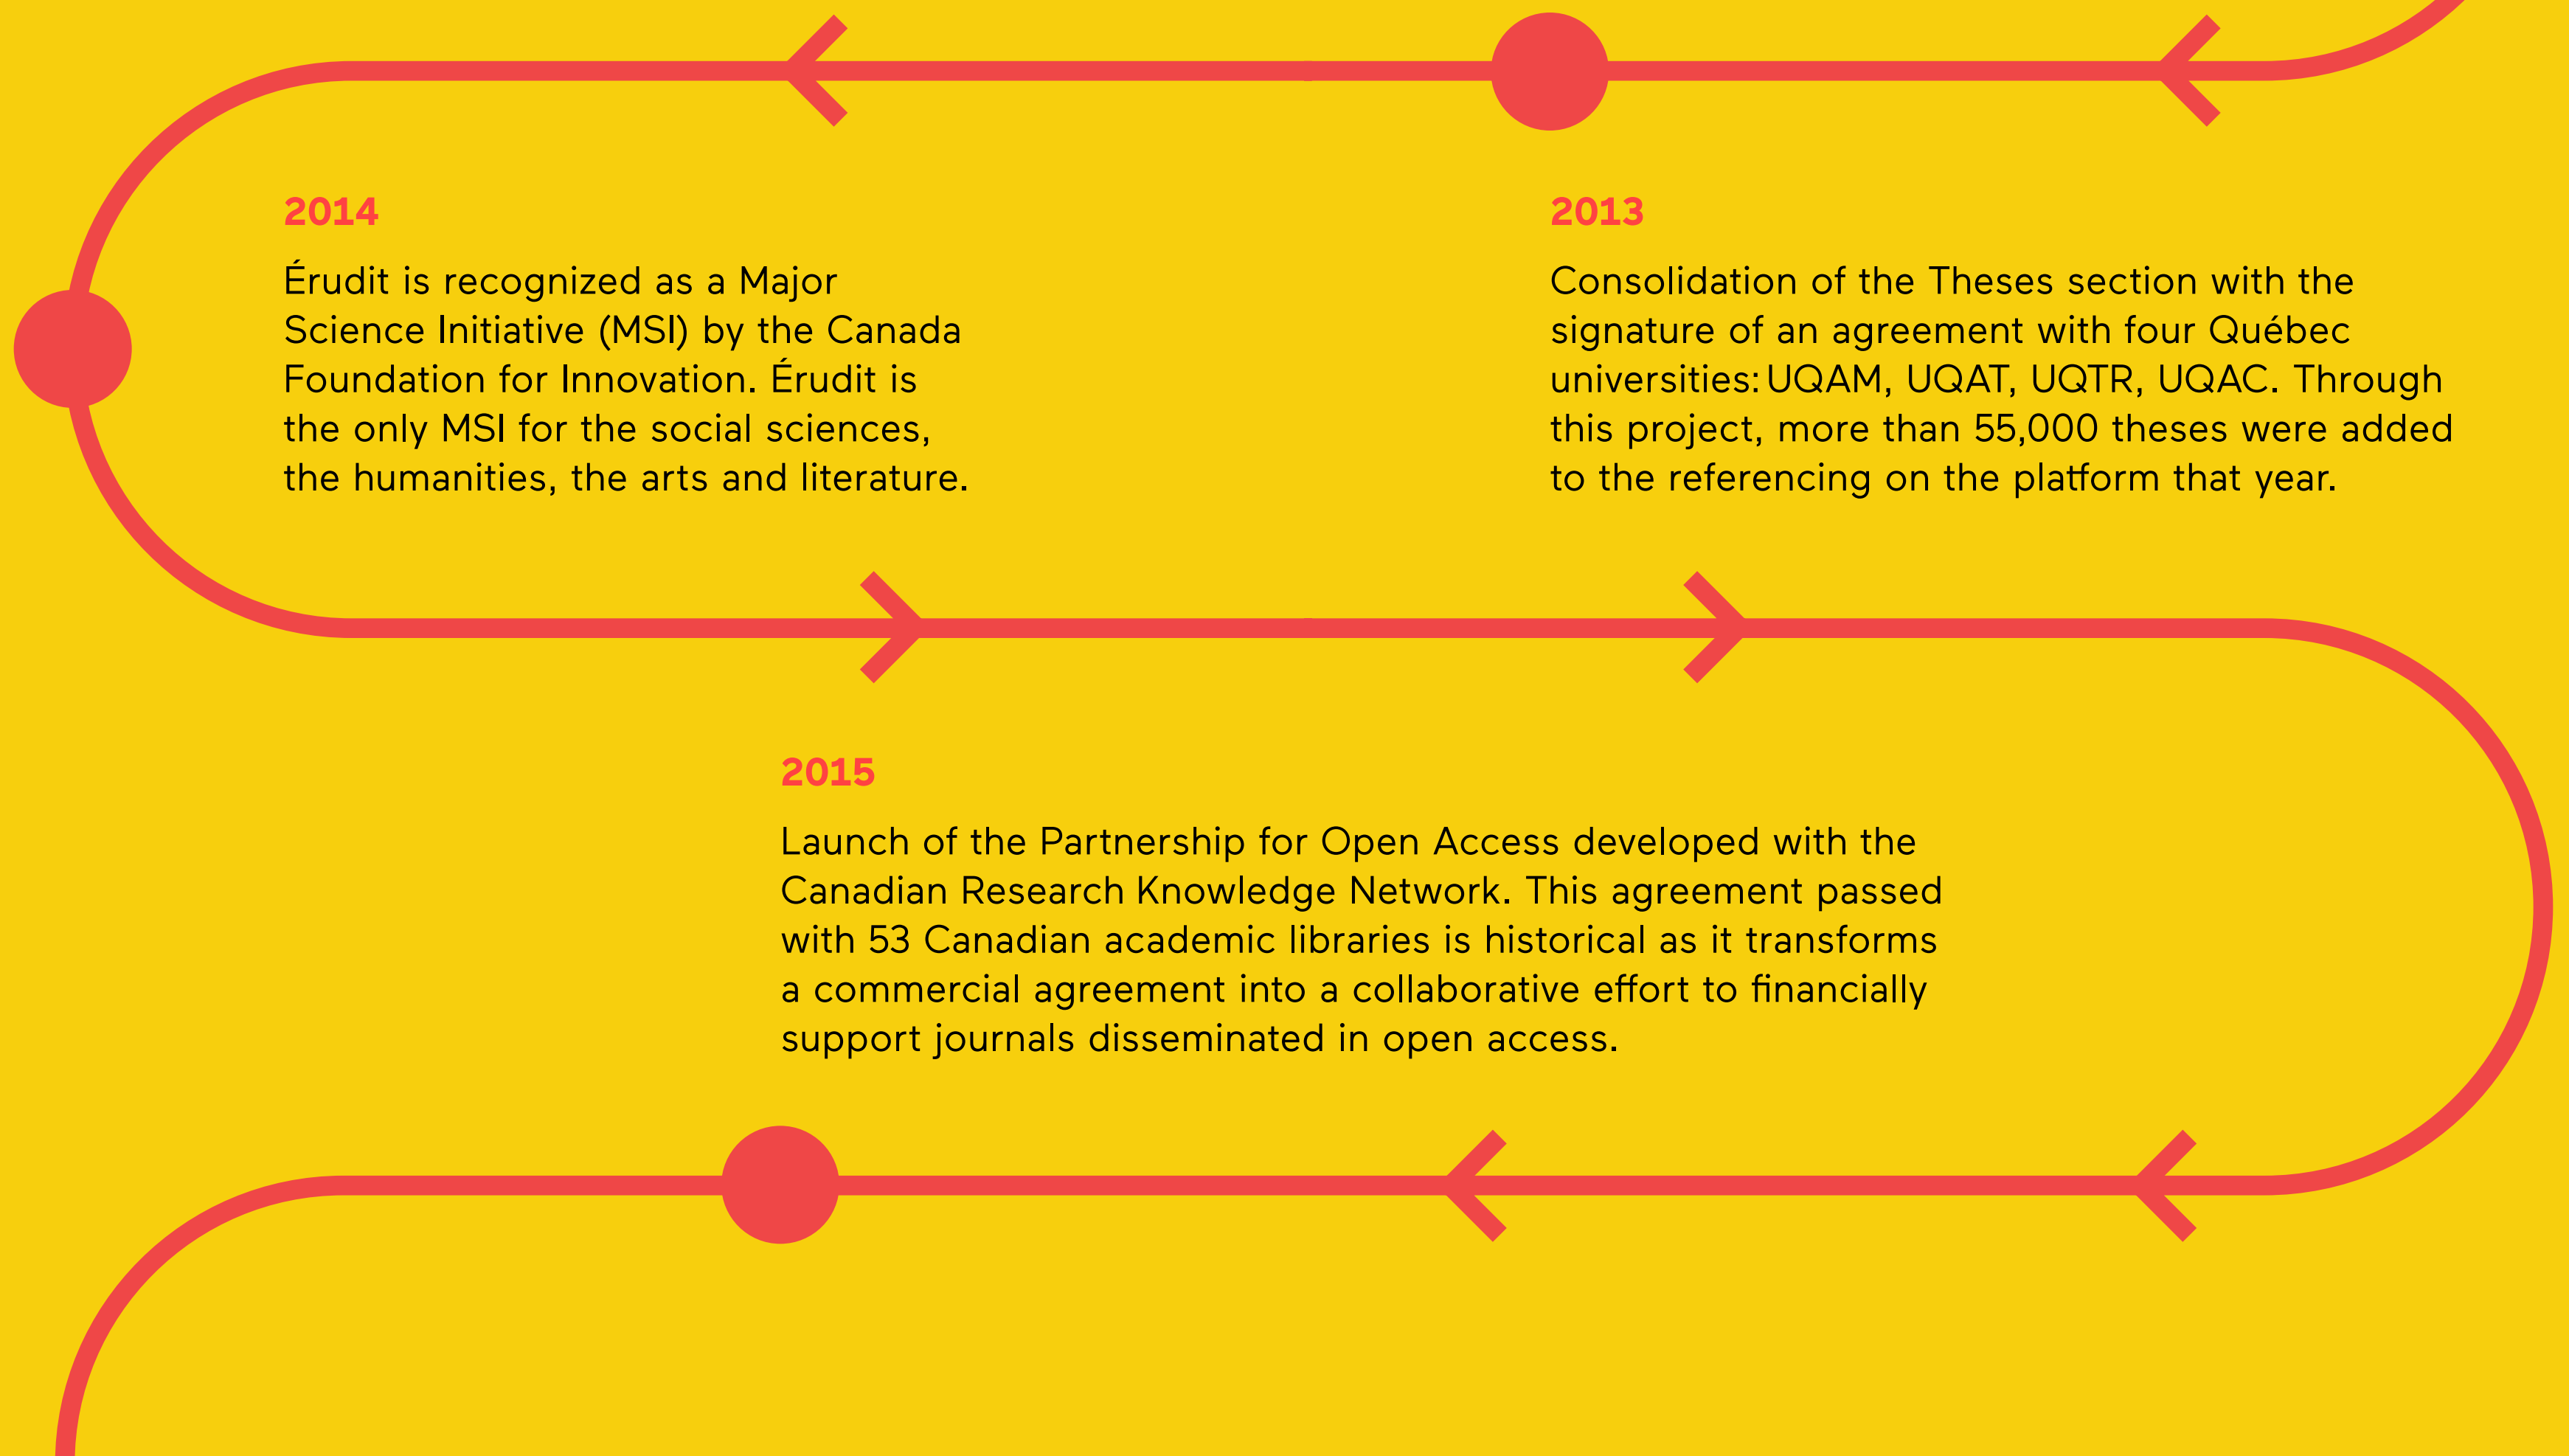 2014
Érudit is recognized as a Major
Science Initiative (MSI) by the Canada
Foundation for Innovation. Érudit is
the only MSI for the social sciences,
the humanities, the arts and literature.
2013
Consolidation of the Theses section with the
signature of an agreement with four Québec
universities: UQAM, UQAT, UQTR, UQAC. Through
this project, more than 55,000 theses were added
to the referencing on the platform that year.
2015
Launch of the Partnership for Open Access developed with the
Canadian Research Knowledge Network. This agreement passed
with 53 Canadian academic libraries is historical as it transforms
a commercial agreement into a collaborative effort to financially
support journals disseminated in open access.